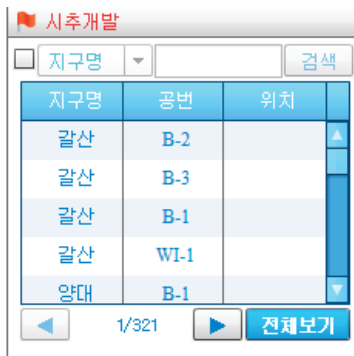 시추개발
지구명 검색
지구명 공번 위치
갈산 B-2
갈산 B-3
갈산 B-1
갈산 WI-1
양대 B-1
1/321 전체보기